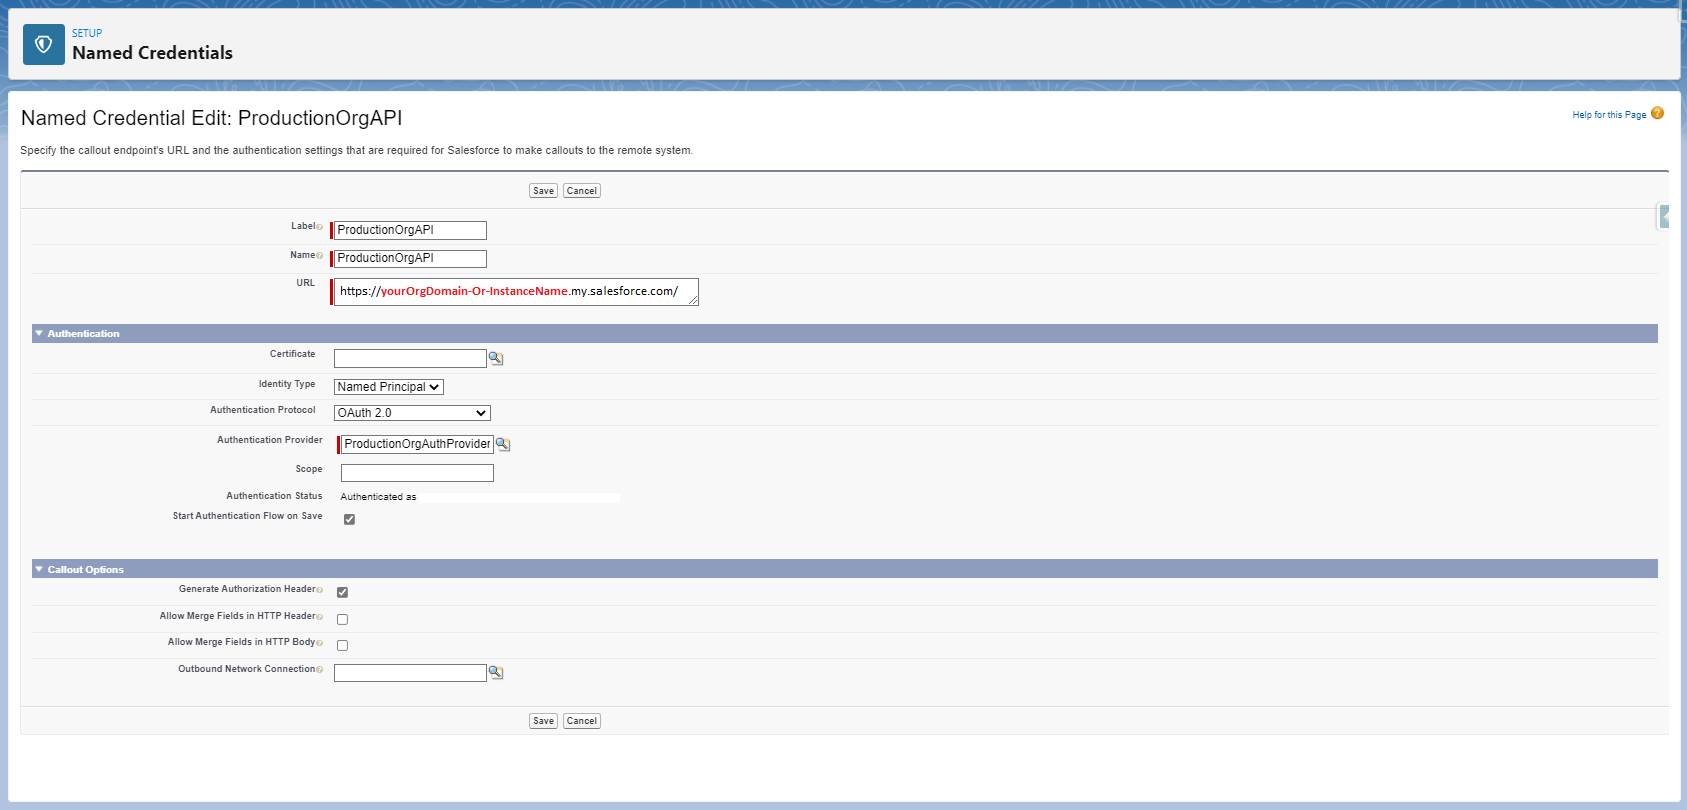 SETUP
Named Credentials
Named Credential Edit: ProductionOrgAPI
Help for this Page ?
Specify the callout endpoint's URL and the authentication settings that are required for Salesforce to make callouts to the remote system.
Save Cancel
Label ProductionOrgAPI
Name ProductionOrgAPI
URL https://yourOrgDomain-Or-InstanceName.my.salesforce.com/
Authentication
Certificate
Identity Type Named Principal
Authentication Protocol OAuth 2.0
Authentication Provider ProductionOrgAuthProvider
Scope
Authentication Status Authenticated as
Start Authentication Flow on Save
Callout Options
Generate Authorization Header
Allow Merge Fields in HTTP Header
Allow Merge Fields in HTTP Body
Outbound Network Connection
Save Cancel